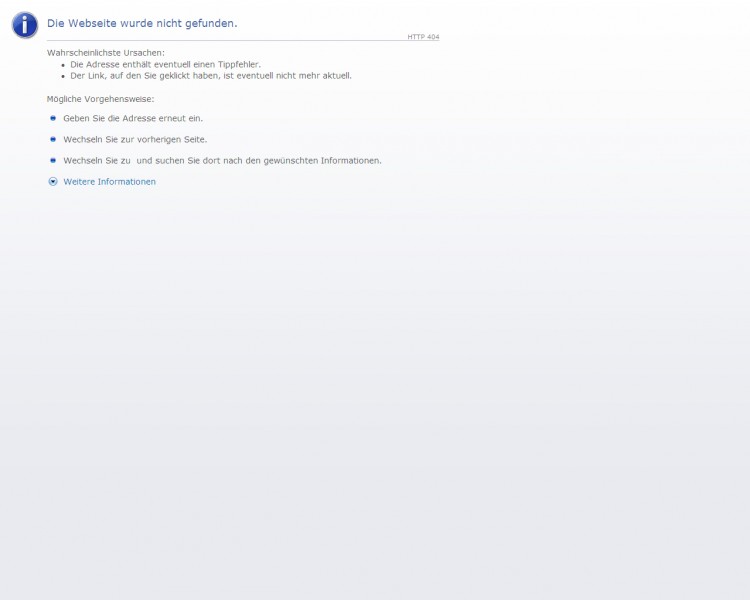 Die Webseite wurde nicht gefunden.
HTTP 404
Wahrscheinlichste Ursachen:
• Die Adresse enthält eventuell einen Tippfehler.
• Der Link, auf den Sie geklickt haben, ist eventuell nicht mehr aktuell.
Mögliche Vorgehensweise:
Geben Sie die Adresse erneut ein.
Wechseln Sie zur vorherigen Seite.
Wechseln Sie zu  und suchen Sie dort nach den gewünschten Informationen.
Weitere Informationen